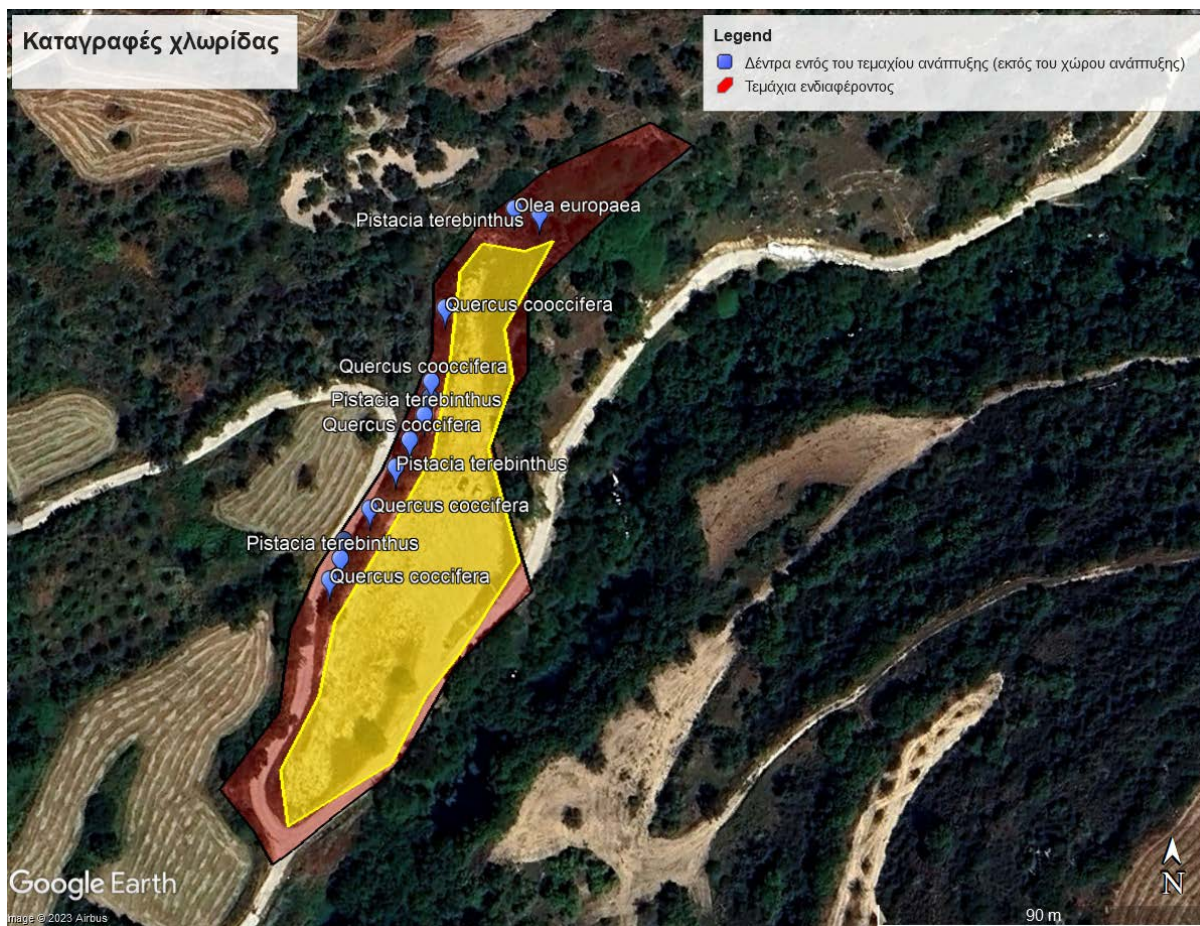 Καταγραφές χλωρίδας
Legend
Δέντρα εντός του τεμαχίου ανάπτυξης (εκτός του χώρου ανάπτυξης)
Τεμάχια ενδιαφέροντος
Olea europaea
Pistacia terebinthus
Quercus cooccifera
Quercus cooccifera
Pistacia terebinthus
Quercus coccifera
Pistacia terebinthus
Quercus coccifera
Pistacia terebinthus
Quercus coccifera
Google Earth
Image © 2023 Airbus
N
90 m